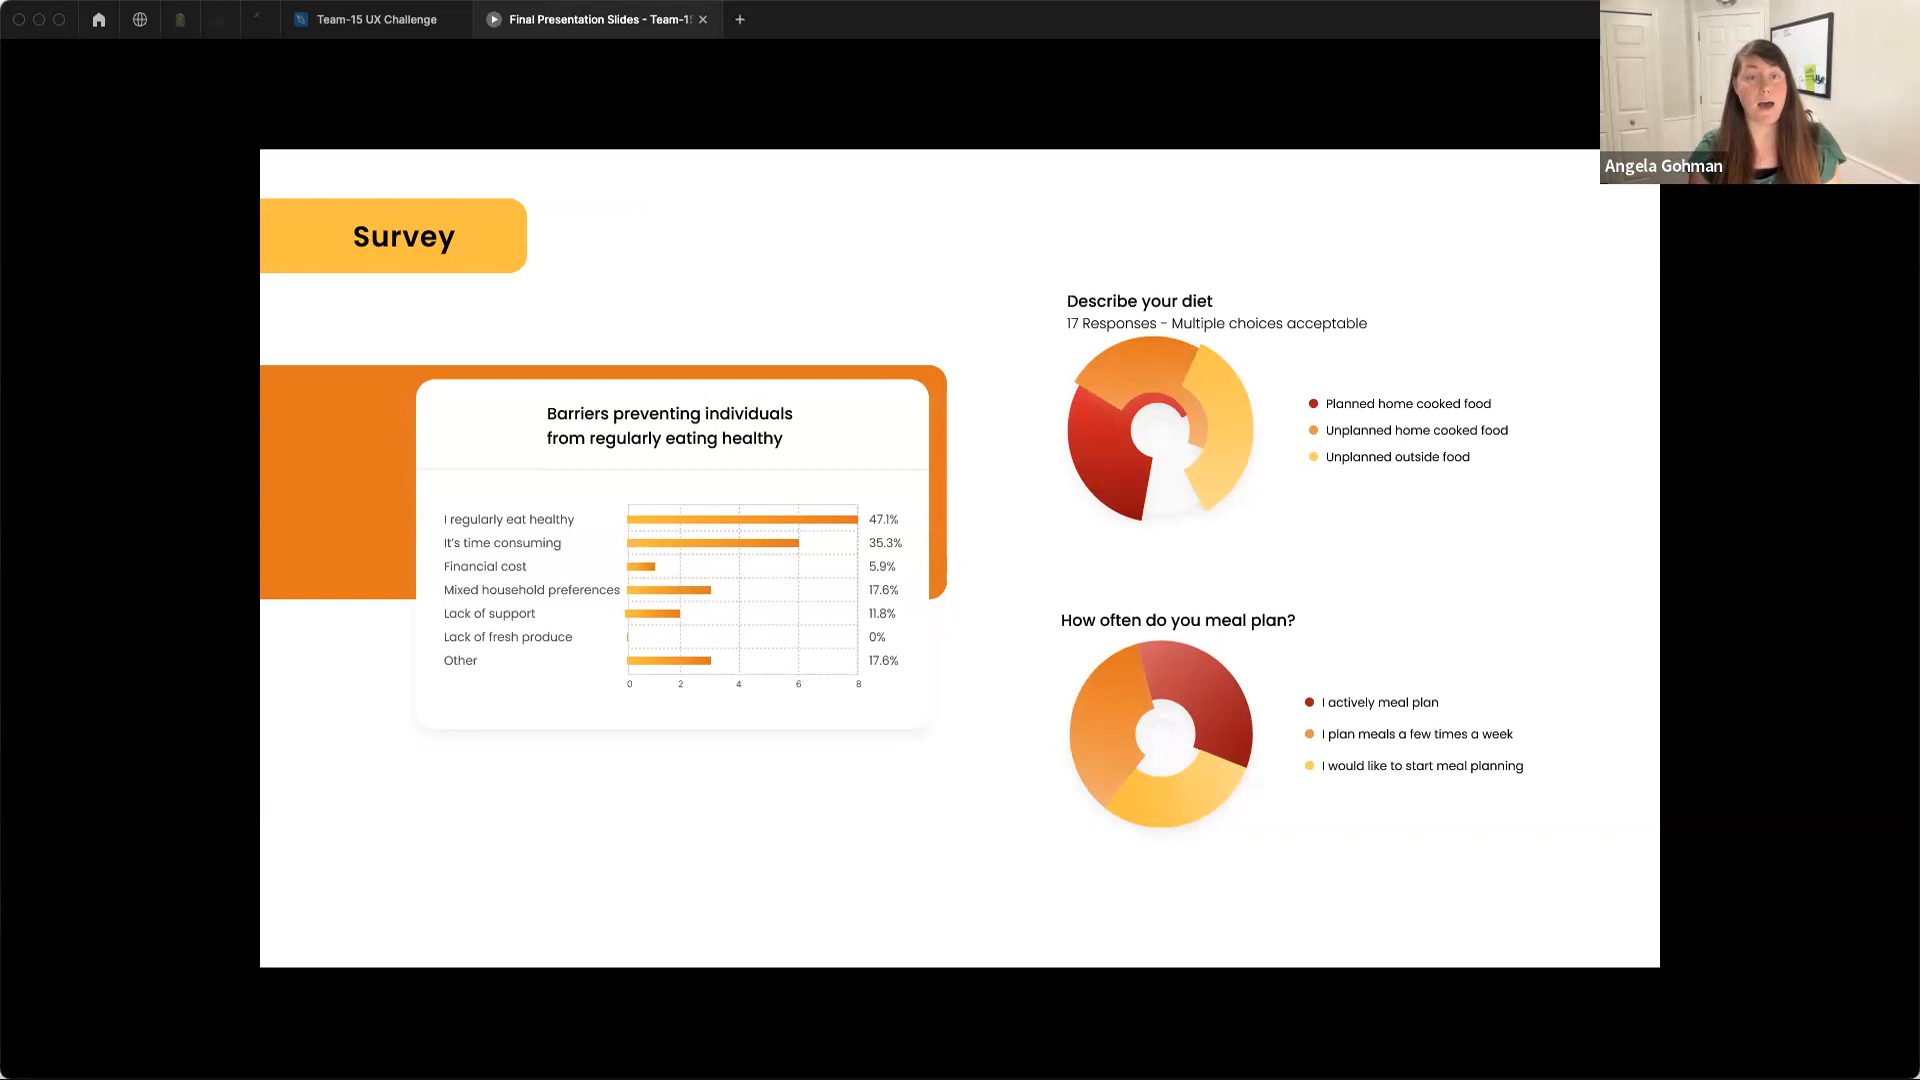 Team-15 UX Challenge
Final Presentation Slides - Team-15
Angela Gohman
Survey
Barriers preventing individuals
from regularly eating healthy
I regularly eat healthy 47.1%
It's time consuming 35.3%
Financial cost 5.9%
Mixed household preferences 17.6%
Lack of support 11.8%
Lack of fresh produce 0%
Other 17.6%
0 2 4 6 8
Describe your diet
17 Responses - Multiple choices acceptable
Planned home cooked food
Unplanned home cooked food
Unplanned outside food
How often do you meal plan?
I actively meal plan
I plan meals a few times a week
I would like to start meal planning